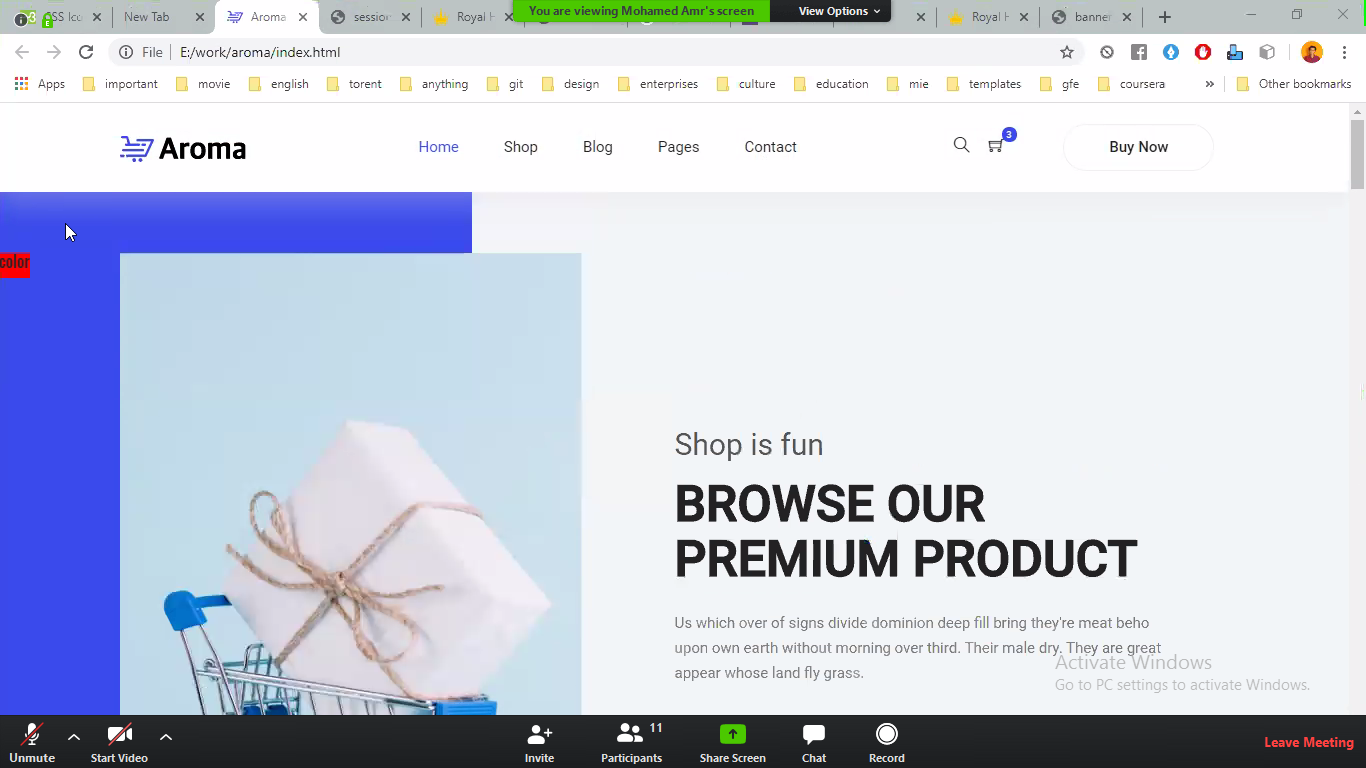 SS Ico
New Tab
Aroma
session
Royal H
You are viewing Mohamed Amr's screen
View Options
Royal H
banner
File
E:/work/aroma/index.html
Apps
important
movie
english
torent
anything
git
design
enterprises
culture
education
mie
templates
gfe
coursera
»
Other bookmarks
Aroma
Home
Shop
Blog
Pages
Contact
3
Buy Now
color
Shop is fun
BROWSE OUR
PREMIUM PRODUCT
Us which over of signs divide dominion deep fill bring they're meat beho
upon own earth without morning over third. Their male dry. They are great
appear whose land fly grass.
Activate Windows
Go to PC settings to activate Windows.
Unmute
Start Video
Invite
Participants
11
Share Screen
Chat
Record
Leave Meeting